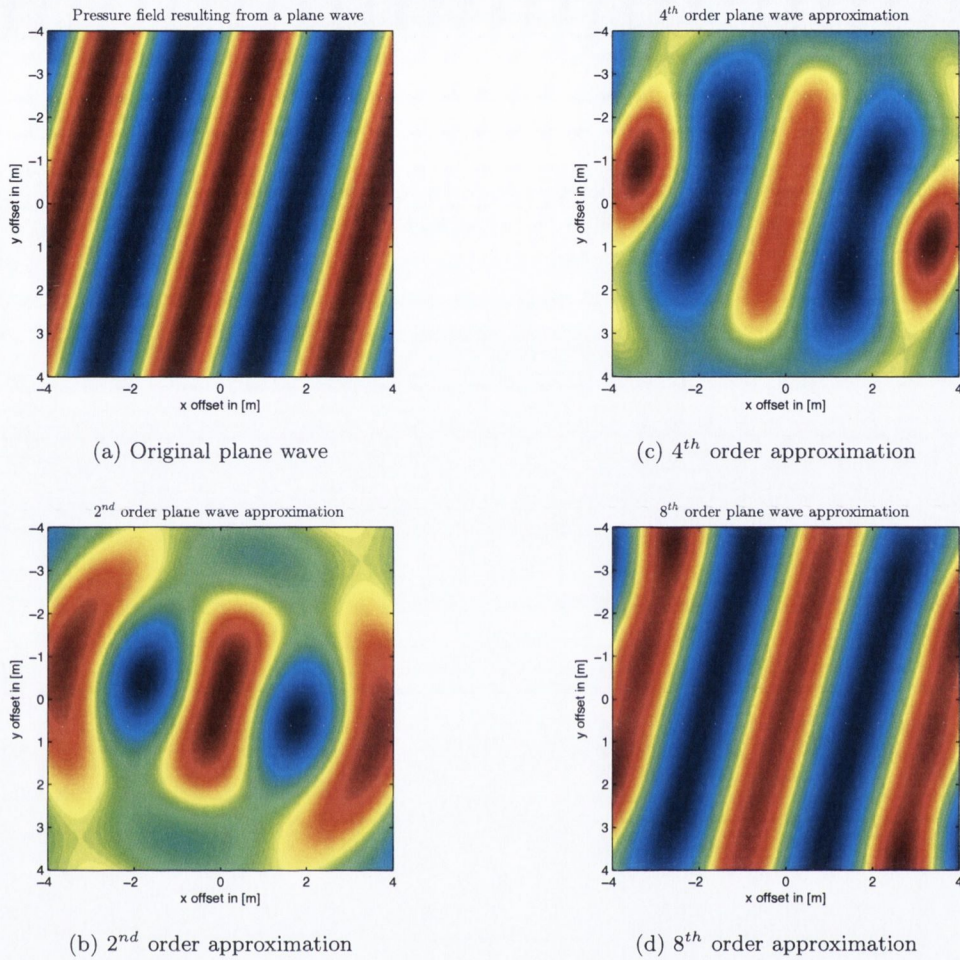 Pressure field resulting from a plane wave
−4
−3
−2
−1
0
1
2
3
4
y offset in [m]
−4 −2 0 2 4
x offset in [m]
(a) Original plane wave
4th order plane wave approximation
−4
−3
−2
−1
0
1
2
3
4
y offset in [m]
−4 −2 0 2 4
x offset in [m]
(c) 4th order approximation
2nd order plane wave approximation
−4
−3
−2
−1
0
1
2
3
4
y offset in [m]
−4 −2 0 2 4
x offset in [m]
(b) 2nd order approximation
8th order plane wave approximation
−4
−3
−2
−1
0
1
2
3
4
y offset in [m]
−4 −2 0 2 4
x offset in [m]
(d) 8th order approximation